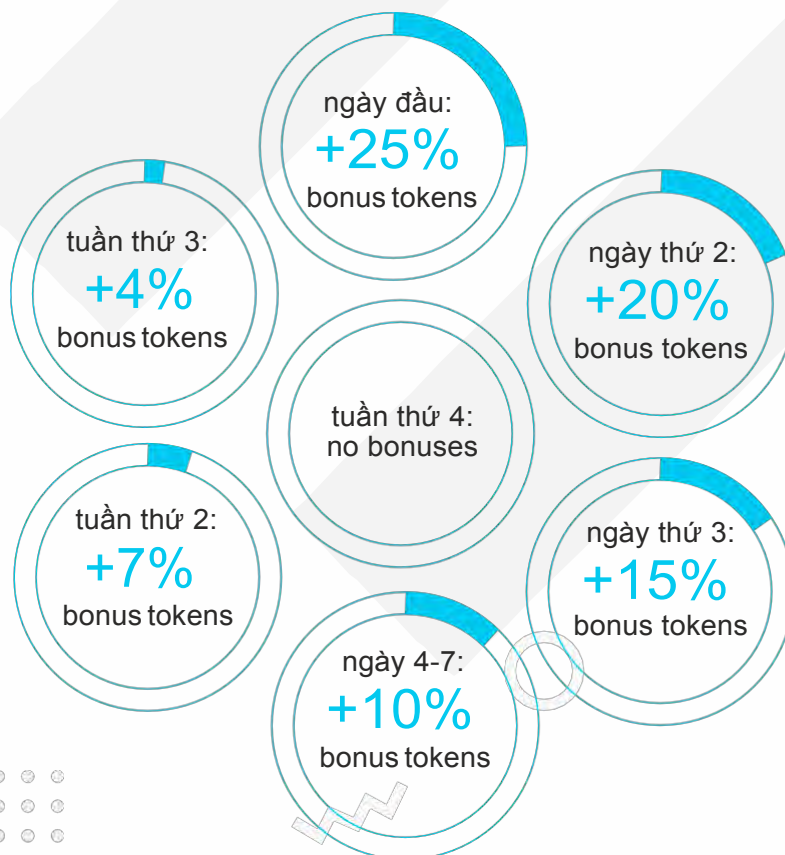 ngày đầu:
+25%
bonus tokens
ngày thứ 2:
+20%
bonus tokens
ngày thứ 3:
+15%
bonus tokens
ngày 4-7:
+10%
bonus tokens
tuần thứ 2:
+7%
bonus tokens
tuần thứ 3:
+4%
bonus tokens
tuần thứ 4:
no bonuses